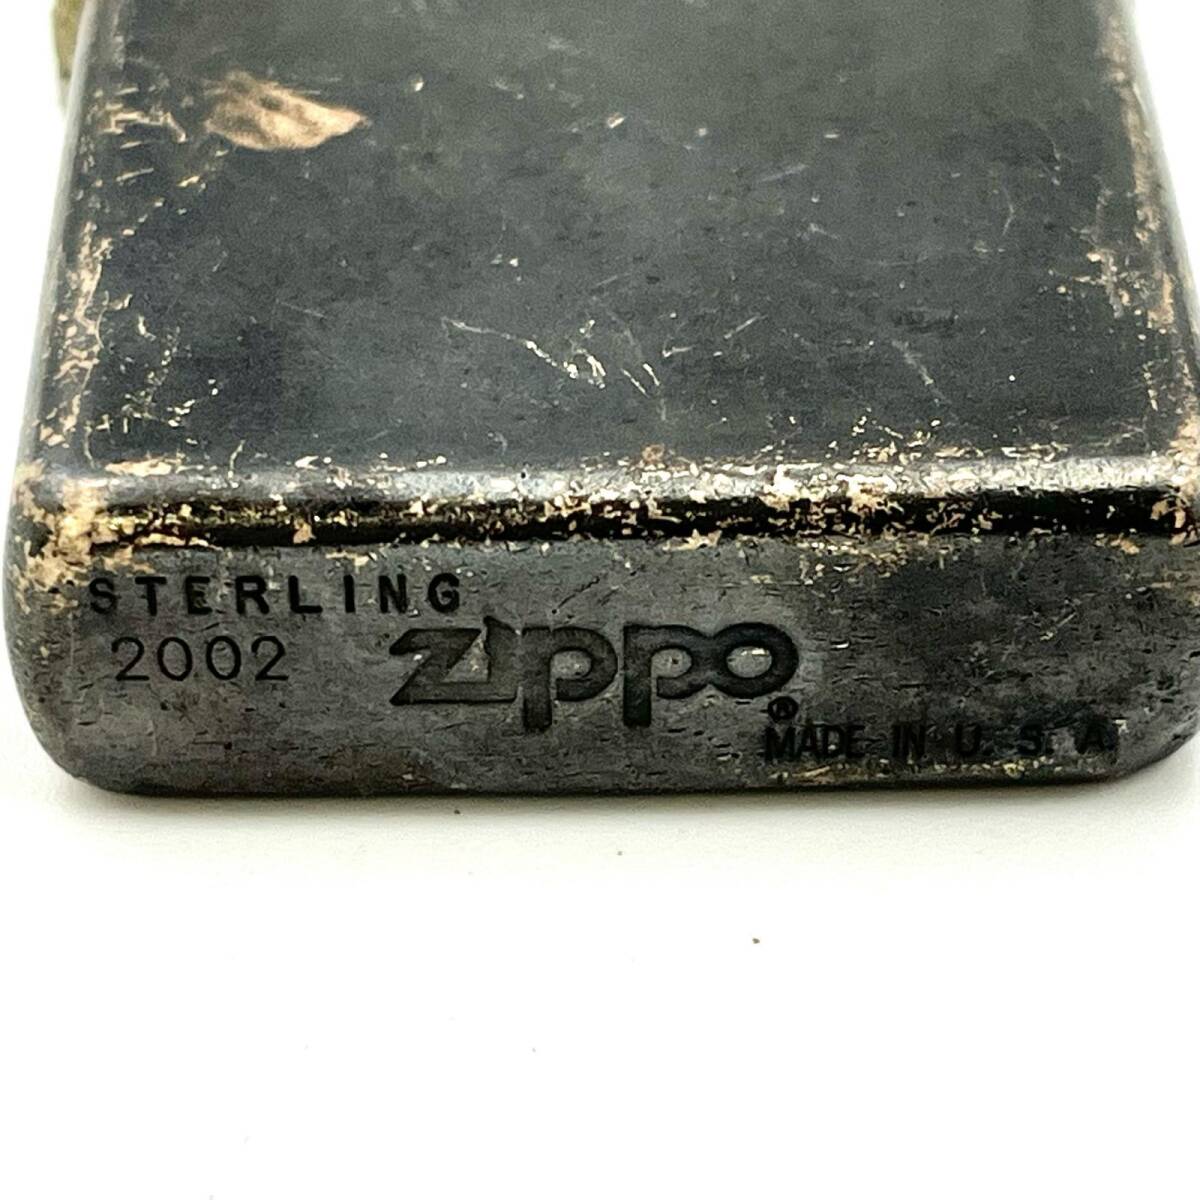 STERLING
2002 zippo ®
MADE IN U.S.A.